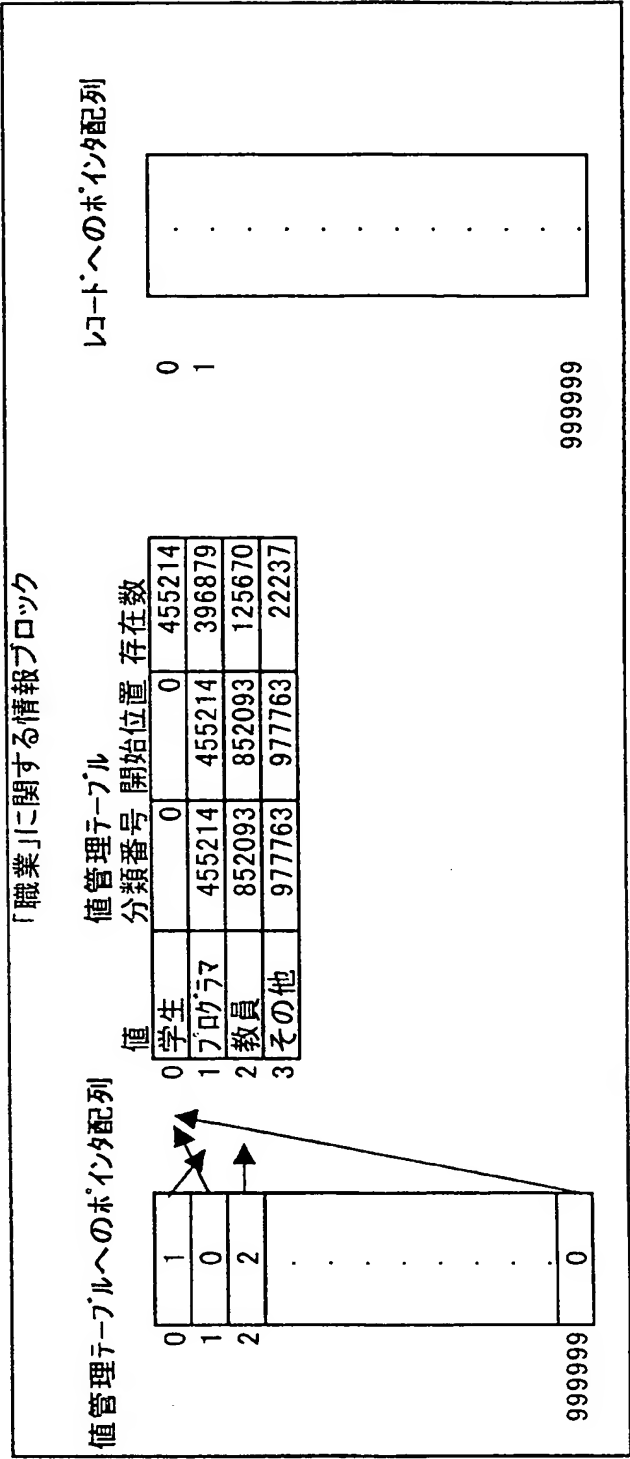 「職業」に関する情報ブロック
値管理テーブルへのポインタ配列
0 1
1 0
2 2
. . . . . . . .
999999 0
値管理テーブル
値 分類番号 開始位置 存在数
0 学生 0 0 455214
1 プログラマ 455214 455214 396879
2 教員 852093 852093 125670
3 その他 977763 977763 22237
レコードへのポインタ配列
0
1
. . . . . . . . . . . .
999999